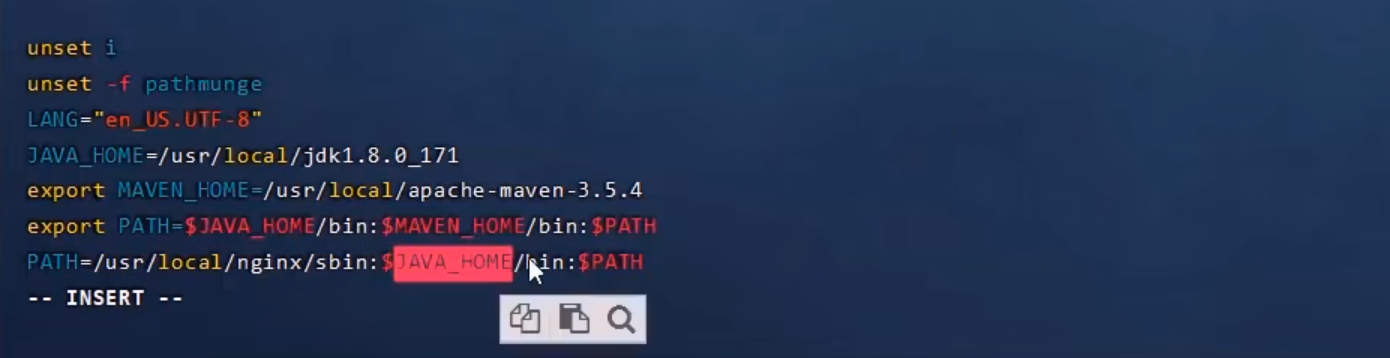 unset i
unset -f pathmunge
LANG="en_US.UTF-8"
JAVA_HOME=/usr/local/jdk1.8.0_171
export MAVEN_HOME=/usr/local/apache-maven-3.5.4
export PATH=$JAVA_HOME/bin:$MAVEN_HOME/bin:$PATH
PATH=/usr/local/nginx/sbin:$JAVA_HOME/bin:$PATH
-- INSERT --